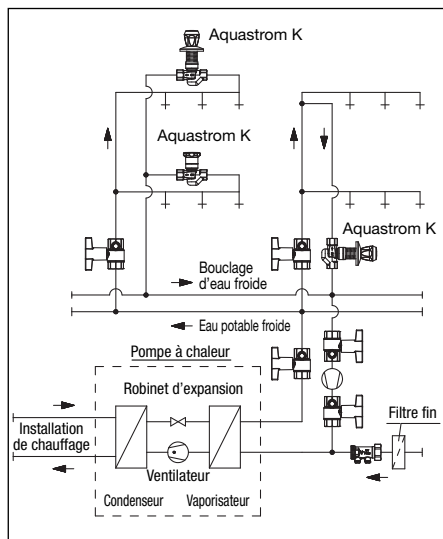 Aquastrom K
Aquastrom K
Aquastrom K
Bouclage
d'eau froide
Eau potable froide
Pompe à chaleur
Robinet d'expansion
Installation
de chauffage
Filtre fin
Ventilateur
Condenseur
Vaporisateur